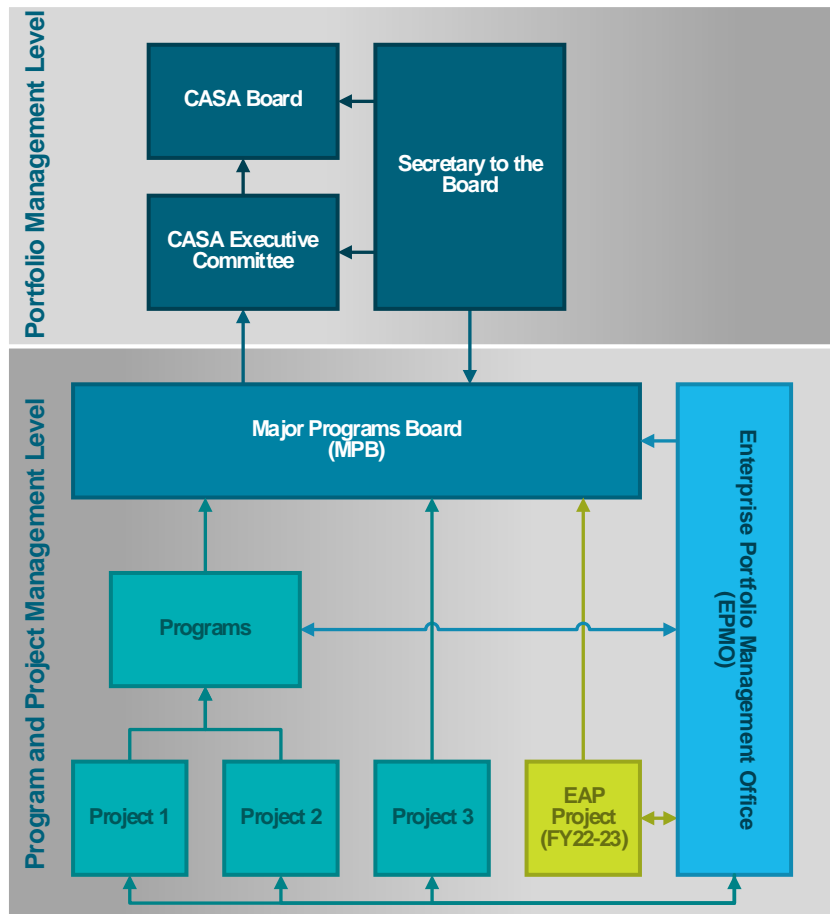 Portfolio Management Level
CASA Board
Secretary to the
Board
CASA Executive
Committee
Program and Project Management Level
Major Programs Board
(MPB)
Enterprise Portfolio Management Office
(EPMO)
Programs
Project 1
Project 2
Project 3
EAP
Project
(FY22-23)